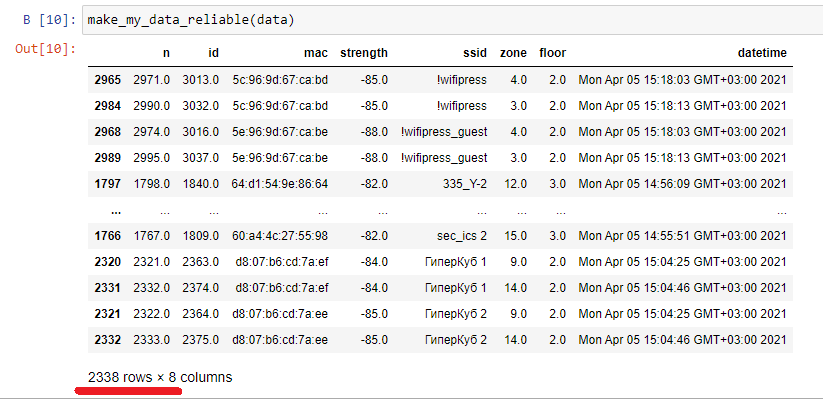 В [10]: make_my_data_reliable(data)
Out[10]:
n id mac strength ssid zone floor datetime
2965 2971.0 3013.0 5c:96:9d:67:ca:bd -85.0 !wifipress 4.0 2.0 Mon Apr 05 15:18:03 GMT+03:00 2021
2984 2990.0 3032.0 5c:96:9d:67:ca:bd -85.0 !wifipress 3.0 2.0 Mon Apr 05 15:18:13 GMT+03:00 2021
2968 2974.0 3016.0 5e:96:9d:67:ca:be -88.0 !wifipress_guest 4.0 2.0 Mon Apr 05 15:18:03 GMT+03:00 2021
2989 2995.0 3037.0 5e:96:9d:67:ca:be -88.0 !wifipress_guest 3.0 2.0 Mon Apr 05 15:18:13 GMT+03:00 2021
1797 1798.0 1840.0 64:d1:54:9e:86:64 -82.0 335_Y-2 12.0 3.0 Mon Apr 05 14:56:09 GMT+03:00 2021
... ... ... ... ... ... ... ... ...
1766 1767.0 1809.0 60:a4:4c:27:55:98 -82.0 sec_ics 2 15.0 3.0 Mon Apr 05 14:55:51 GMT+03:00 2021
2320 2321.0 2363.0 d8:07:b6:cd:7a:ef -84.0 ГиперКуб 1 9.0 2.0 Mon Apr 05 15:04:25 GMT+03:00 2021
2331 2332.0 2374.0 d8:07:b6:cd:7a:ef -84.0 ГиперКуб 1 14.0 2.0 Mon Apr 05 15:04:46 GMT+03:00 2021
2321 2322.0 2364.0 d8:07:b6:cd:7a:ee -85.0 ГиперКуб 2 9.0 2.0 Mon Apr 05 15:04:25 GMT+03:00 2021
2332 2333.0 2375.0 d8:07:b6:cd:7a:ee -85.0 ГиперКуб 2 14.0 2.0 Mon Apr 05 15:04:46 GMT+03:00 2021
2338 rows × 8 columns